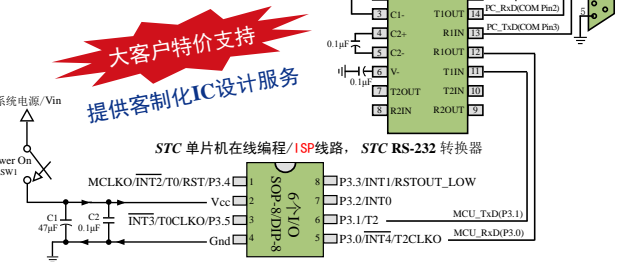 PC_RxD(COM Pin2)
3 C1- T1OUT 14
PC_TxD(COM Pin3)
4 C2+ R1IN 13
0.1μF
5 C2- R1OUT 12
6 V- T1IN 11
0.1μF
7 T2OUT T2IN 10
8 R2IN R2OUT 9
5
大客户特价支持
提供客制化IC设计服务
系统电源/Vin
wer On
SW1
STC 单片机在线编程/ISP线路， STC RS-232 转换器
MCLKO/INT2/T0/RST/P3.4 1 8 P3.3/INT1/RSTOUT_LOW
Vcc 2 7 P3.2/INT0
INT3/T0CLKO/P3.5 3 6 P3.1/T2 MCU_TxD(P3.1)
Gnd 4 5 P3.0/INT4/T2CLKO MCU_RxD(P3.0)
6个I/O
SOP-8/DIP-8
C1
47μF
C2
0.1μF